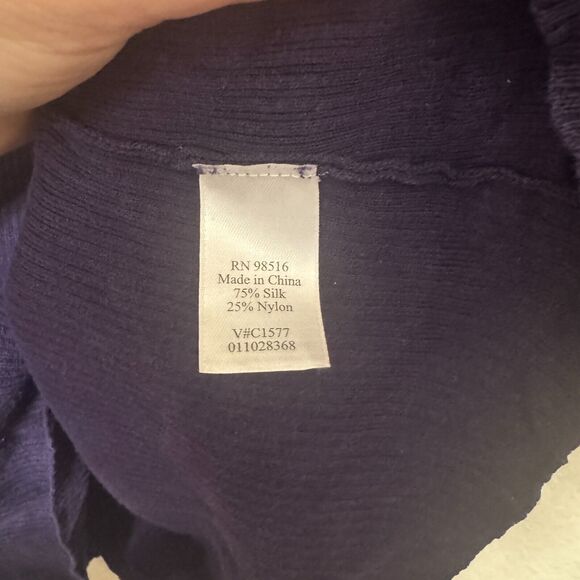 RN 98516
Made in China
75% Silk
25% Nylon
V#C1577
011028368